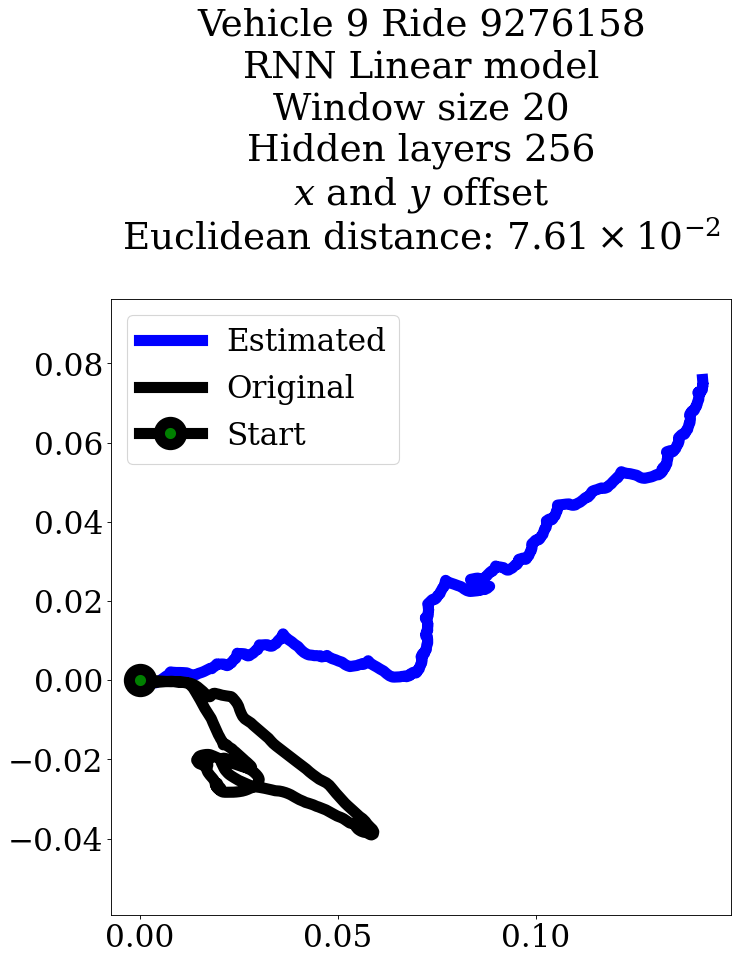 Vehicle 9 Ride 9276158
RNN Linear model
Window size 20
Hidden layers 256
x and y offset
Euclidean distance: 7.61 × 10⁻²
Estimated
Original
Start
0.08
0.06
0.04
0.02
0.00
−0.02
−0.04
0.00 0.05 0.10